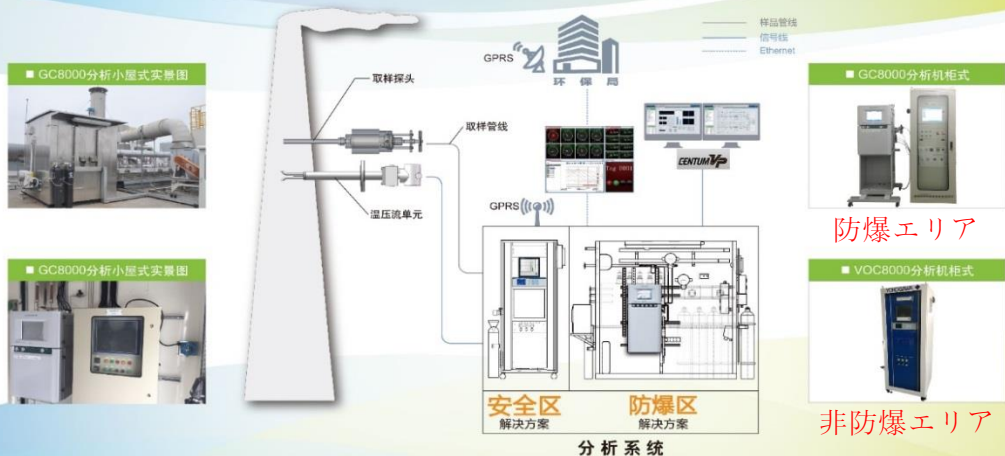 样品管线
信号线
Ethernet
GPRS
环保局
■ GC8000分析小屋式实景图
取样探头
■ GC8000分析机柜式
取样管线
CENTUM VP
温压流单元
GPRS
防爆エリア
■ GC8000分析小屋式实景图
■ VOC8000分析机柜式
安全区
解决方案
防爆区
解决方案
非防爆エリア
分析系统